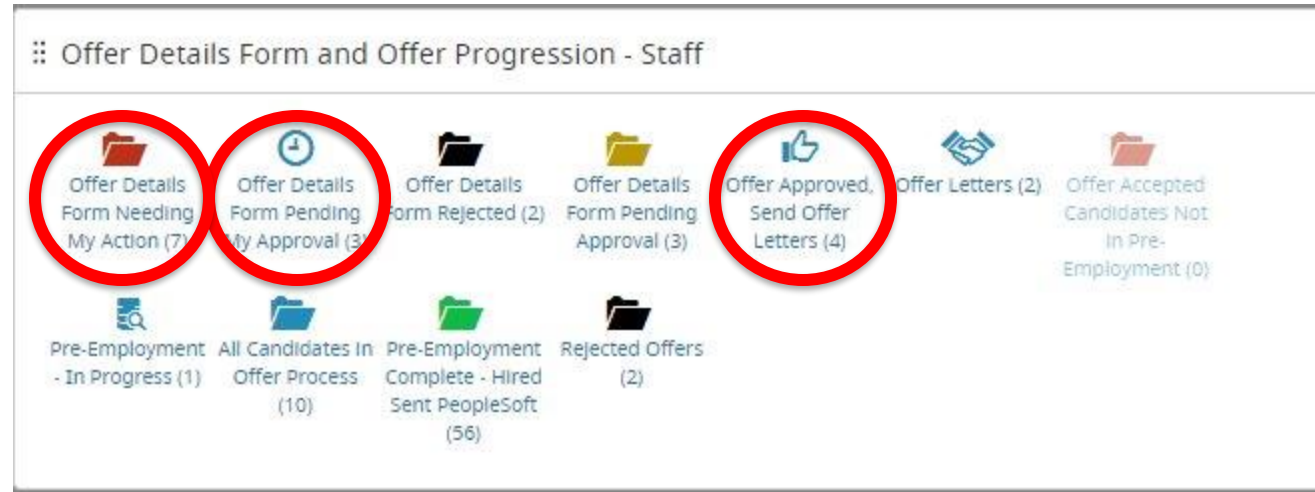 Offer Details Form and Offer Progression - Staff
Offer Details
Form Needing
My Action (7)
Offer Details
Form Pending
My Approval (3)
Offer Details
Form Rejected (2)
Offer Details
Form Pending
Approval (3)
Offer Approved,
Send Offer
Letters (4)
Offer Letters (2)
Offer Accepted
Candidates Not
In Pre-
Employment (0)
Pre-Employment
- In Progress (1)
All Candidates In
Offer Process
(10)
Pre-Employment
Complete - Hired
Sent PeopleSoft
(56)
Rejected Offers
(2)